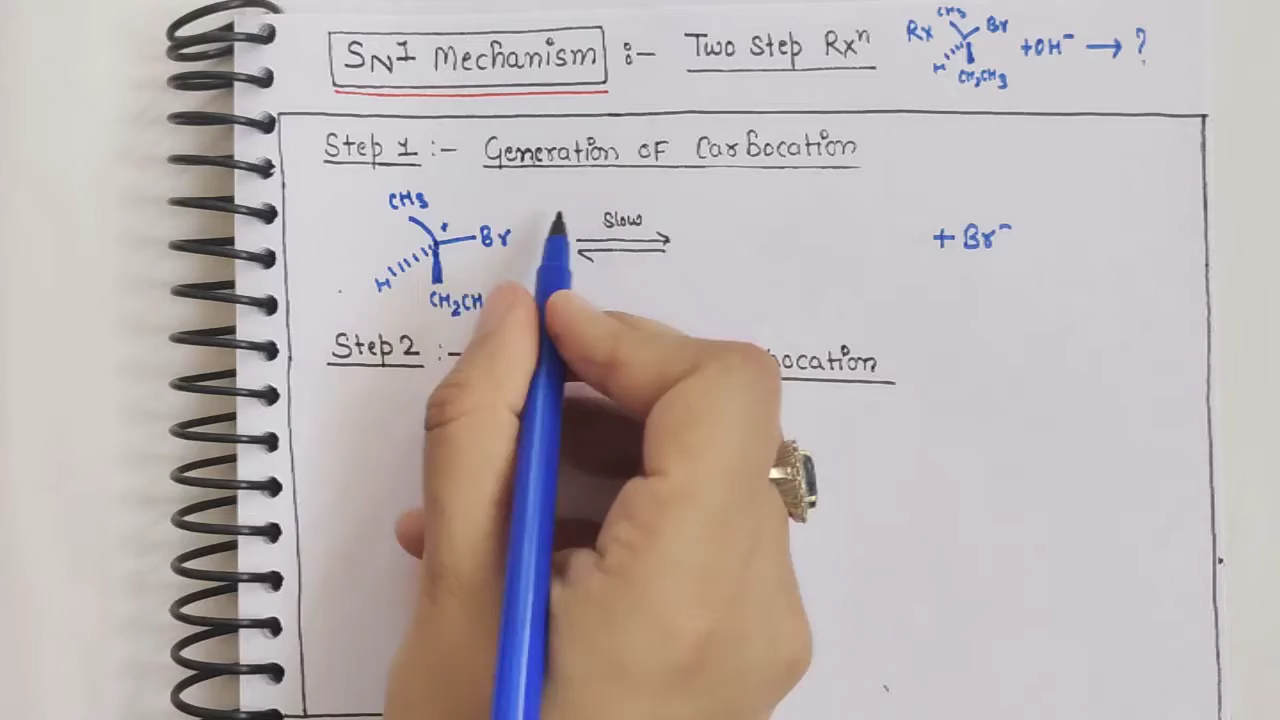 SN1 Mechanism :- Two Step Rxⁿ
Rx CH3 Br H CH2CH3 + OH⁻ → ?
Step 1 :- Generation of Carbocation
CH3
* Br Slow + Br⁻
H
CH2CH
Step 2 :-